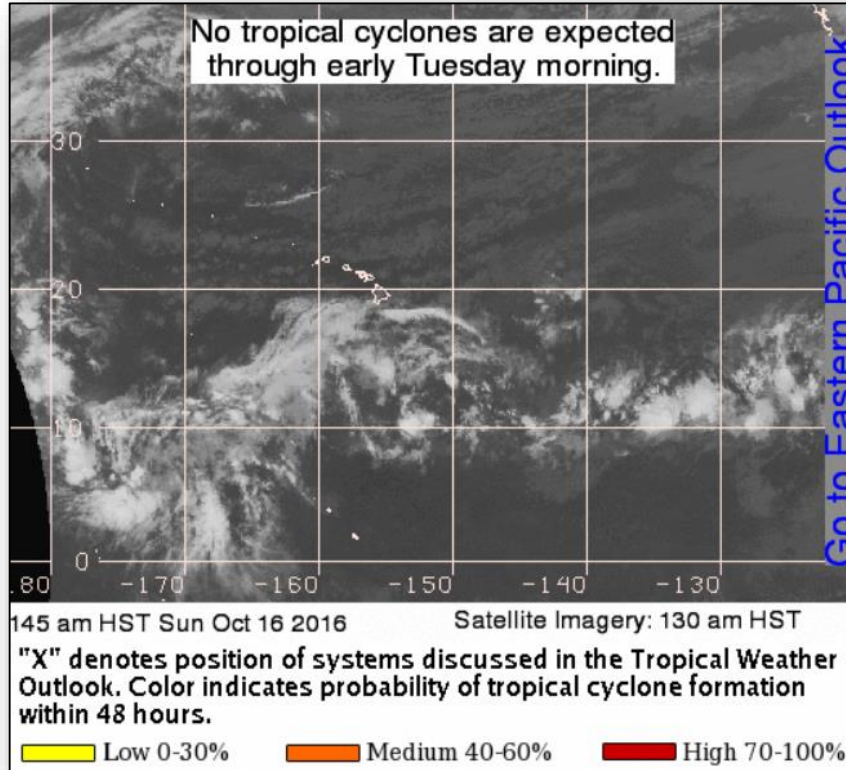 No tropical cyclones are expected
through early Tuesday morning.
Go to Eastern Pacific Outlook
30
20
10
0
.80 -170 -160 -150 -140 -130
145 am HST Sun Oct 16 2016 Satellite Imagery: 130 am HST
"X" denotes position of systems discussed in the Tropical Weather
Outlook. Color indicates probability of tropical cyclone formation
within 48 hours.
Low 0-30% Medium 40-60% High 70-100%